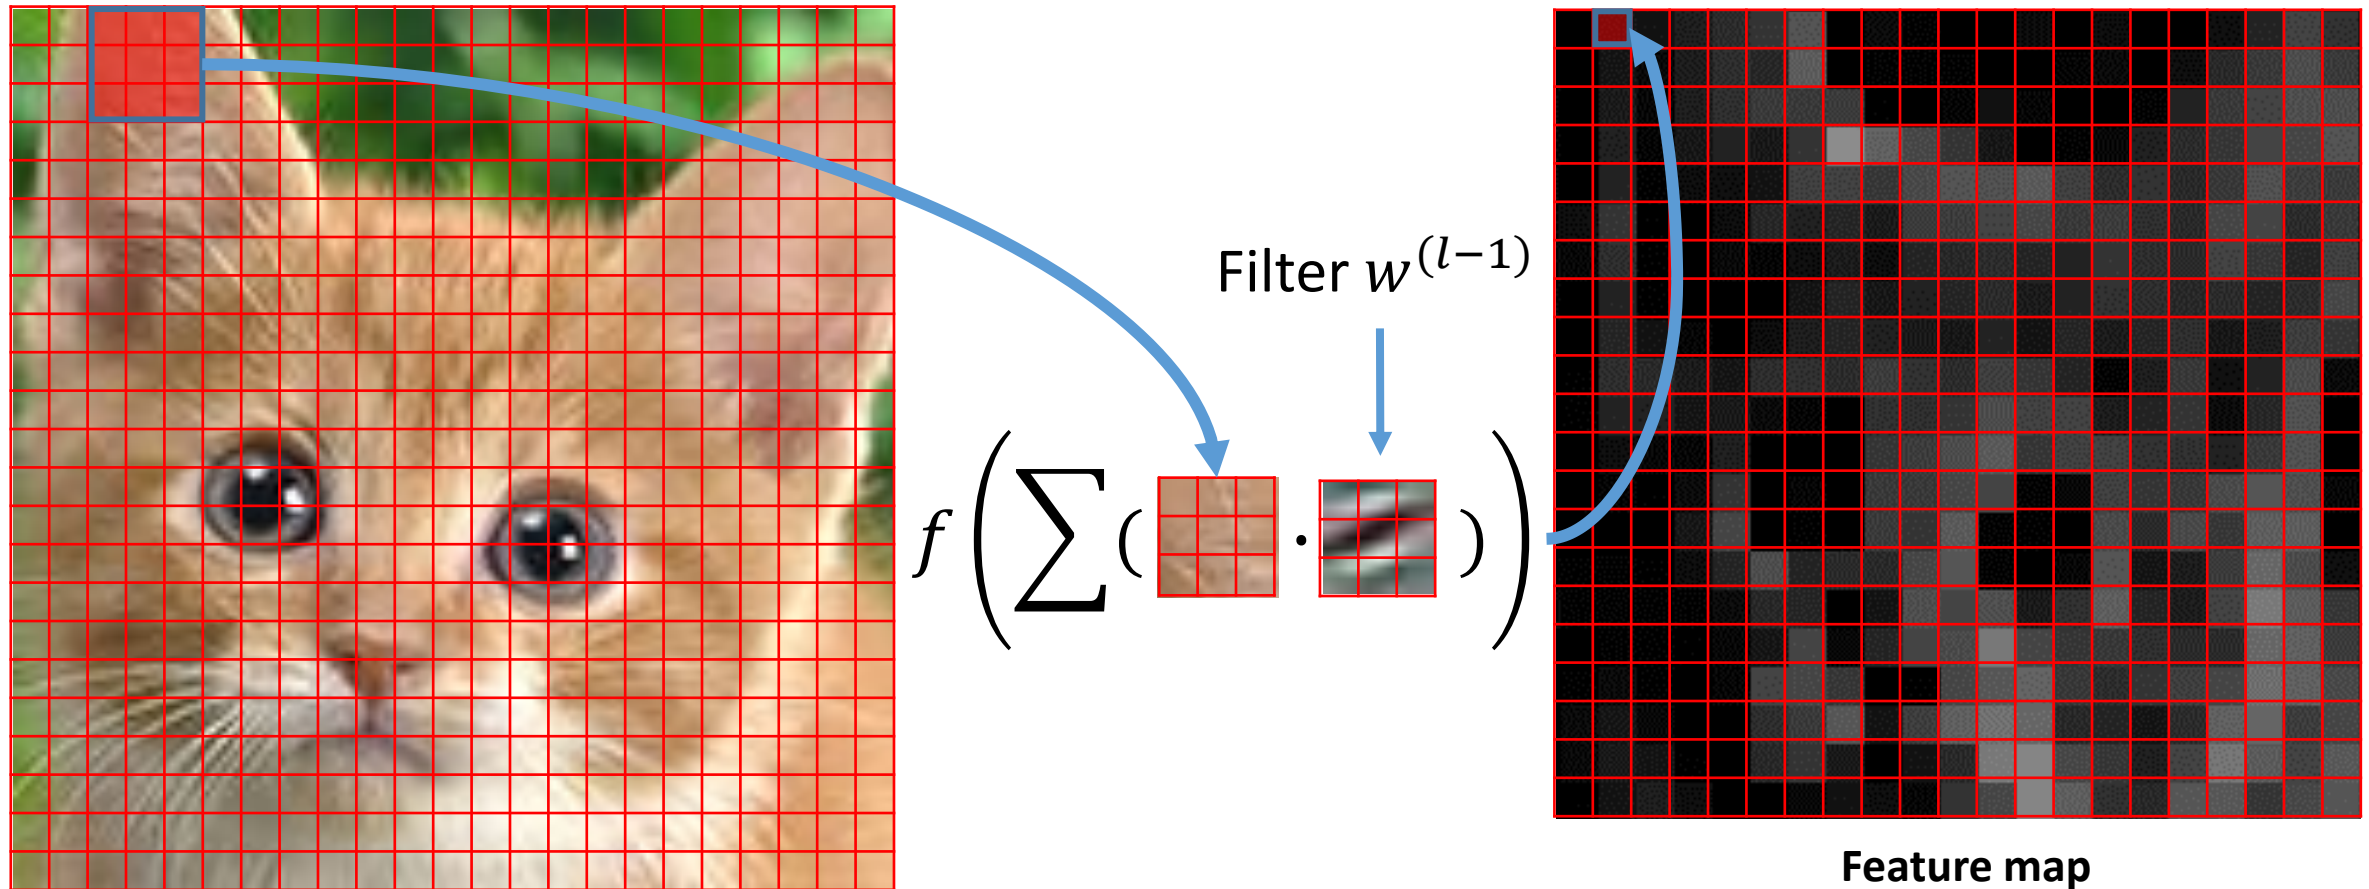 Filter w^(l−1)
f(∑( · ))
Feature map